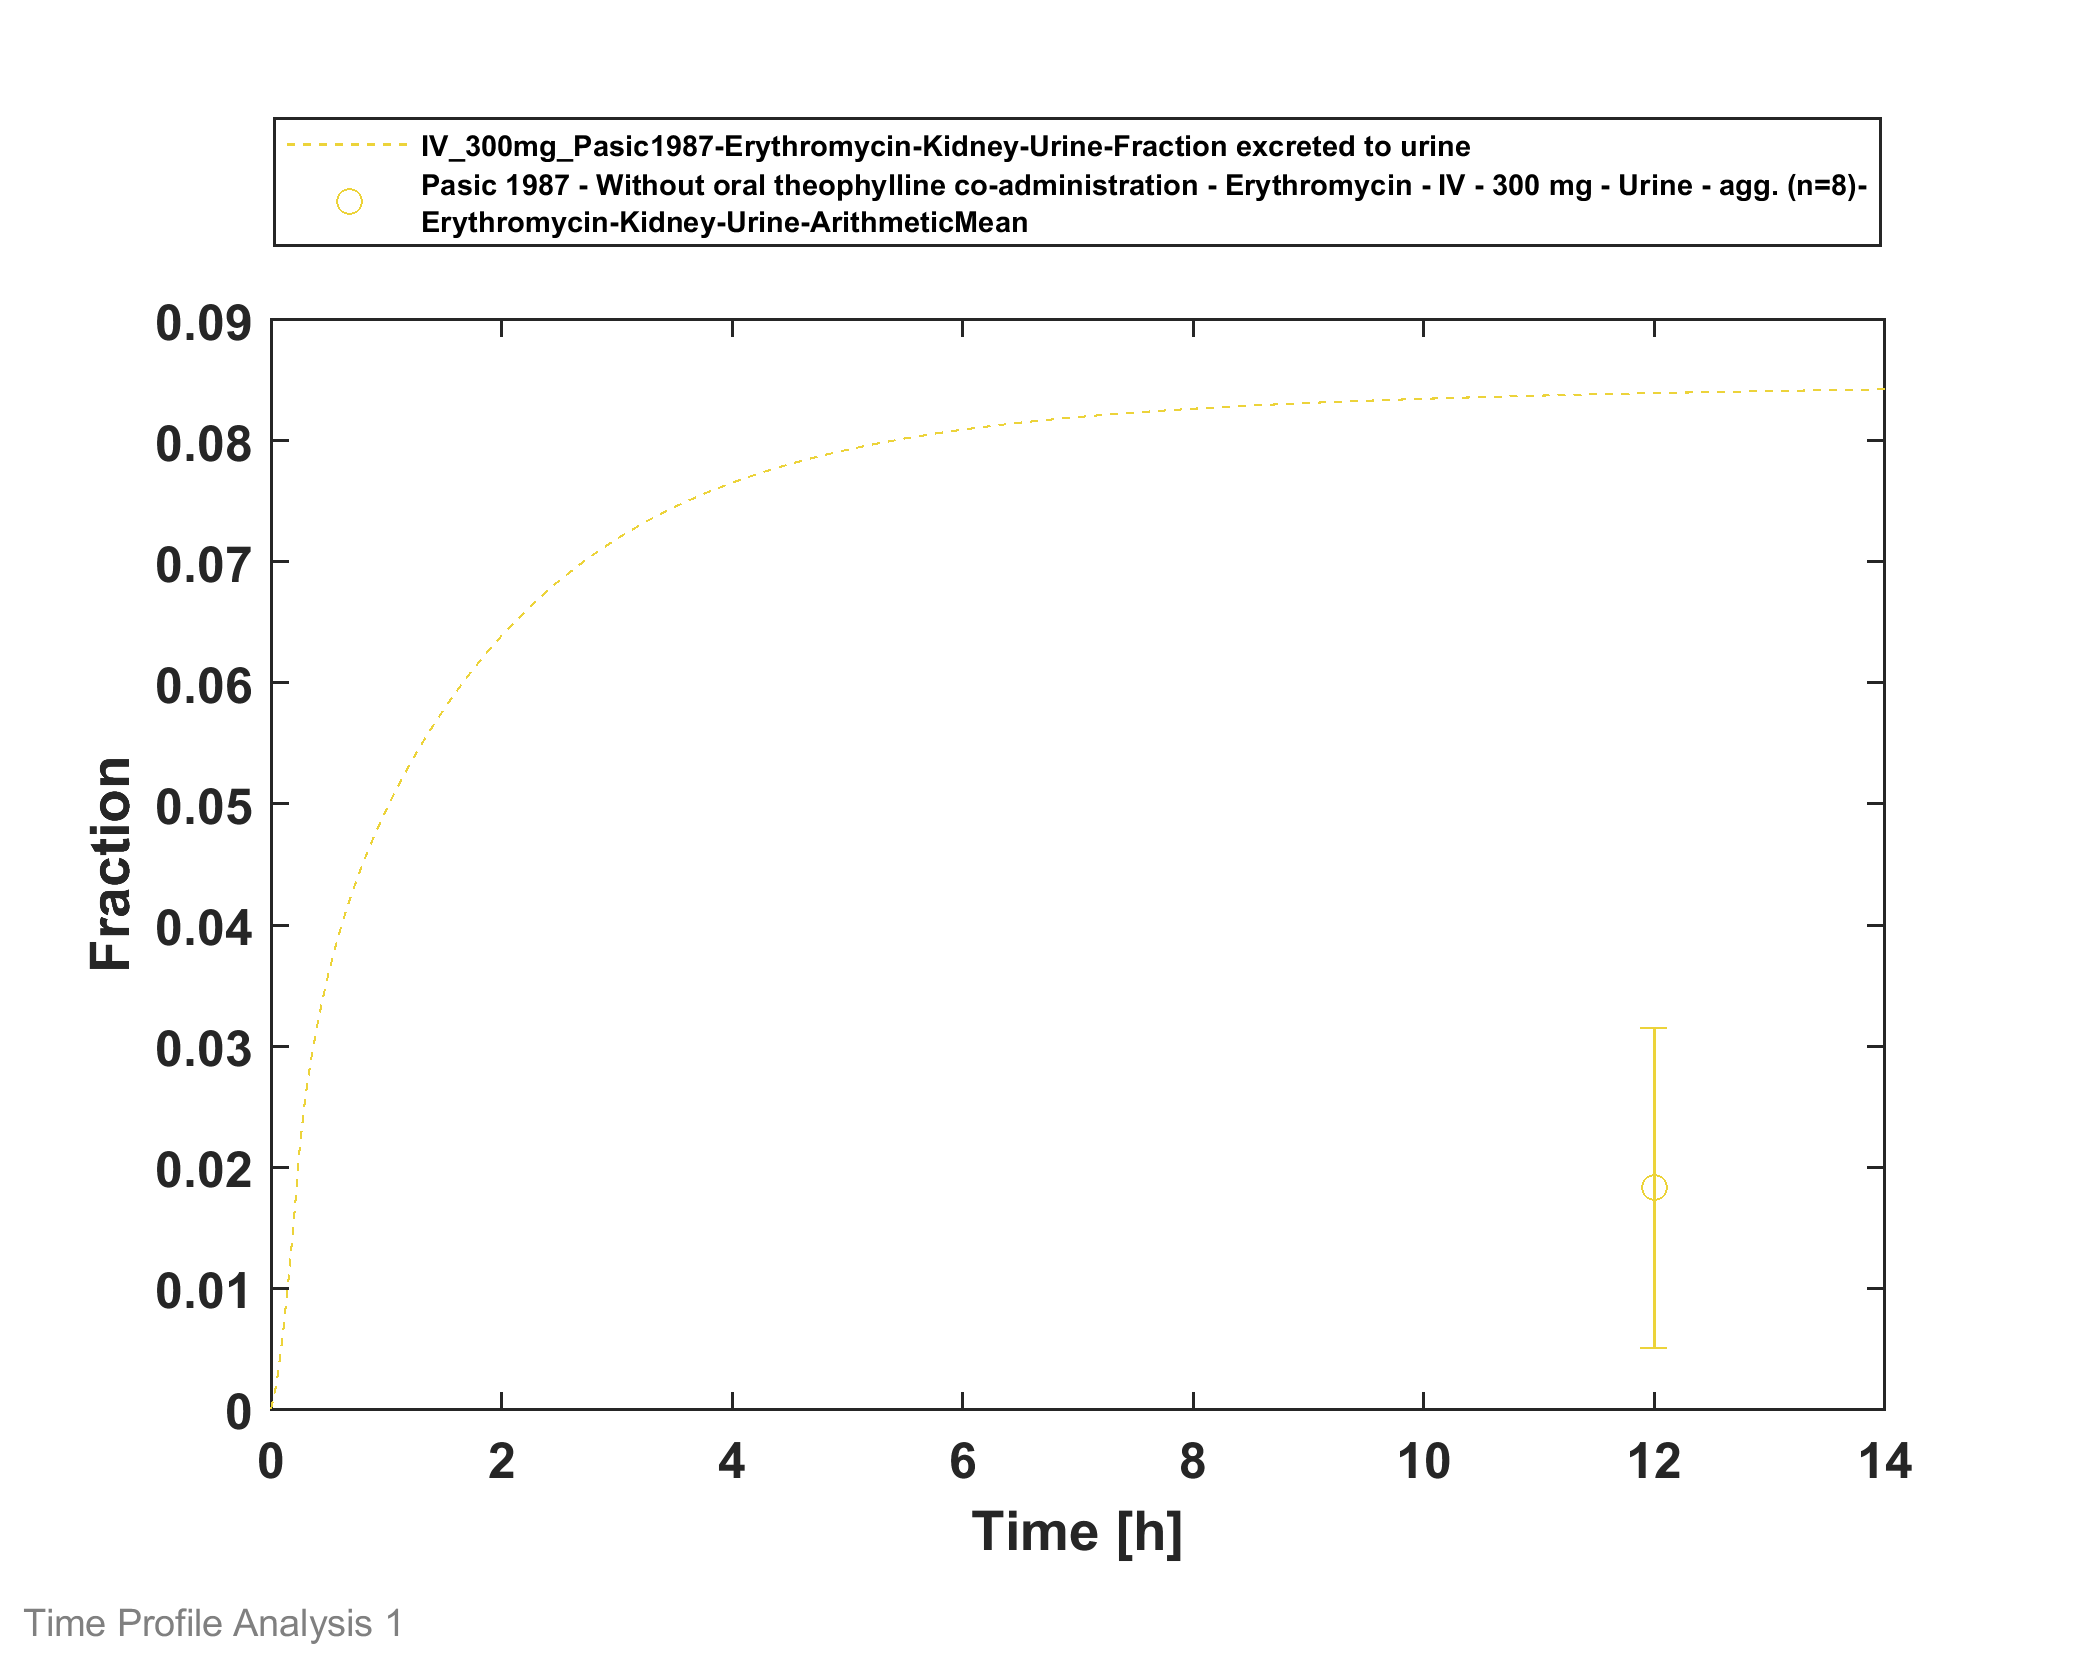 IV_300mg_Pasic1987-Erythromycin-Kidney-Urine-Fraction excreted to urine
Pasic 1987 - Without oral theophylline co-administration - Erythromycin - IV - 300 mg - Urine - agg. (n=8)-
Erythromycin-Kidney-Urine-ArithmeticMean
0.09
0.08
0.07
0.06
0.05
0.04
0.03
0.02
0.01
0
Fraction
0 2 4 6 8 10 12 14
Time [h]
Time Profile Analysis 1